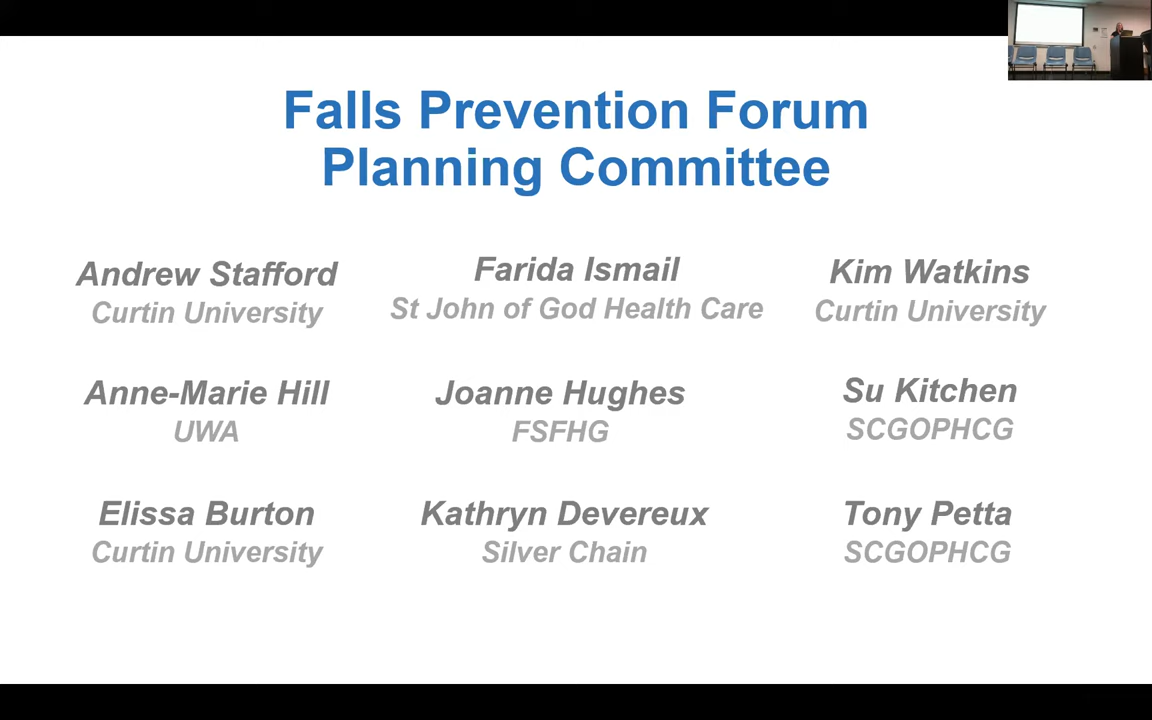 Falls Prevention Forum
Planning Committee
Andrew Stafford
Curtin University
Farida Ismail
St John of God Health Care
Kim Watkins
Curtin University
Anne-Marie Hill
UWA
Joanne Hughes
FSFHG
Su Kitchen
SCGOPHCG
Elissa Burton
Curtin University
Kathryn Devereux
Silver Chain
Tony Petta
SCGOPHCG